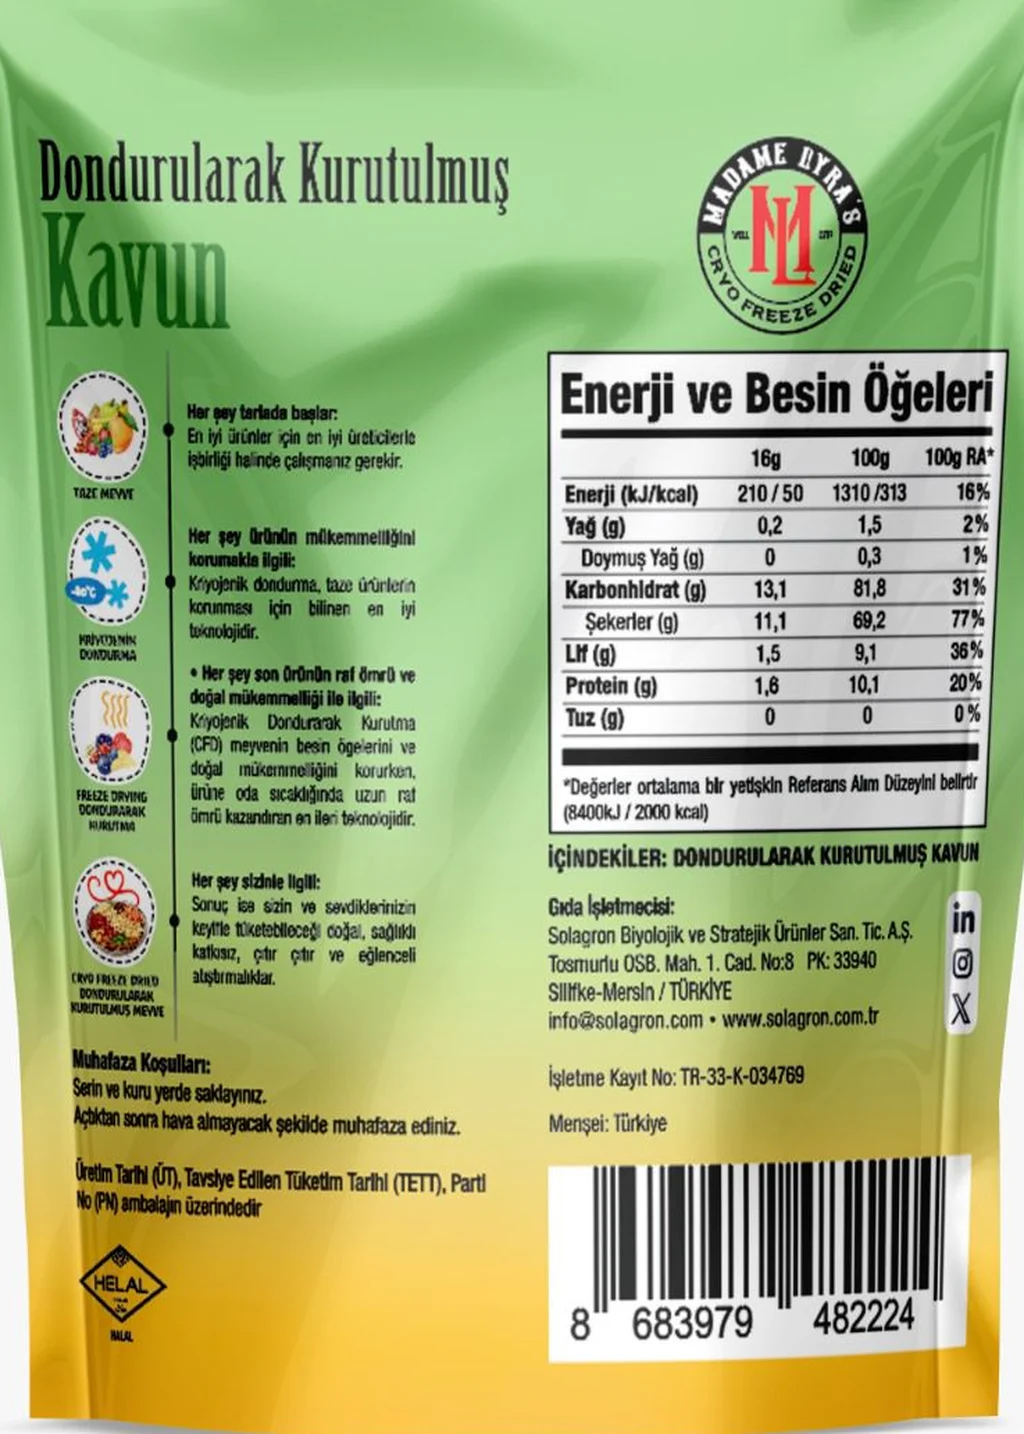 Dondurularak Kurutulmuş
Kavun
MADAME LYRA'S
ML
CRYO FREEZE DRIED
TAZE MEYVE
Her şey tarlada başlar:
En iyi ürünler için en iyi üreticilerle
işbirliği halinde çalışmanız gerekir.
-80°C
KRİYOJENİK
DONDURMA
Her şey ürünün mükemmelliğini
korumakla ilgili:
Kriyojenik dondurma, taze ürünlerin
korunması için bilinen en iyi
teknolojidir.
FREEZE DRYING
DONDURARAK
KURUTMA
• Her şey son ürünün raf ömrü ve
doğal mükemmelliği ile ilgili:
Kriyojenik Dondurarak Kurutma
(CFD) meyvenin besin ögelerini ve
doğal mükemmelliğini korurken,
ürüne oda sıcaklığında uzun raf
ömrü kazandıran en ileri teknolojidir.
CRYO FREEZE DRIED
DONDURULARAK
KURUTULMUŞ MEYVE
Her şey sizinle ilgili:
Sonuç ise sizin ve sevdiklerinizin
keyifle tüketebileceği doğal, sağlıklı
katkısız, çıtır çıtır ve eğlenceli
atıştırmalıklar.
Muhafaza Koşulları:
Serin ve kuru yerde saklayınız.
Açtıktan sonra hava almayacak şekilde muhafaza ediniz.
Üretim Tarihi (ÜT), Tavsiye Edilen Tüketim Tarihi (TETT), Parti
No (PN) ambalajın üzerindedir
HELAL
HALAL
Enerji ve Besin Öğeleri
16g 100g 100g RA*
Enerji (kJ/kcal) 210 / 50 1310 /313 16%
Yağ (g) 0,2 1,5 2%
Doymuş Yağ (g) 0 0,3 1%
Karbonhidrat (g) 13,1 81,8 31%
Şekerler (g) 11,1 69,2 77%
Lif (g) 1,5 9,1 36%
Protein (g) 1,6 10,1 20%
Tuz (g) 0 0 0%
*Değerler ortalama bir yetişkin Referans Alım Düzeyini belirtir
(8400kJ / 2000 kcal)
İÇİNDEKİLER: DONDURULARAK KURUTULMUŞ KAVUN
Gıda İşletmecisi:
Solagron Biyolojik ve Stratejik Ürünler San. Tic. A.Ş.
Tosmurlu OSB. Mah. 1. Cad. No:8 PK: 33940
Silifke-Mersin / TÜRKİYE
info@solagron.com • www.solagron.com.tr
in
X
İşletme Kayıt No: TR-33-K-034769
Menşei: Türkiye
8 683979 482224